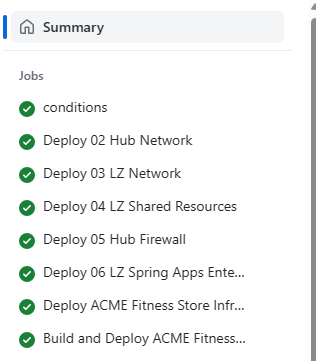 Summary
Jobs
conditions
Deploy 02 Hub Network
Deploy 03 LZ Network
Deploy 04 LZ Shared Resources
Deploy 05 Hub Firewall
Deploy 06 LZ Spring Apps Ente...
Deploy ACME Fitness Store Infr...
Build and Deploy ACME Fitness...